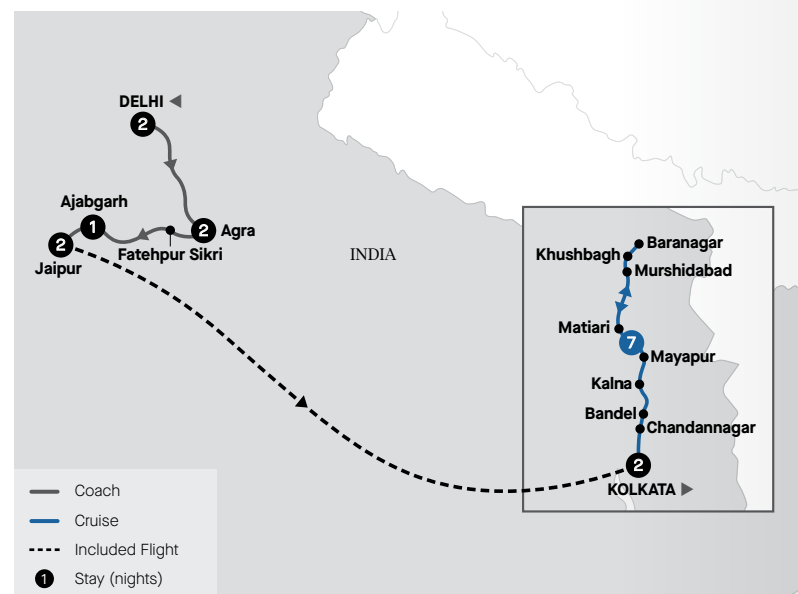 DELHI
2
Ajabgarh
1
2
Agra
2
Fatehpur Sikri
Jaipur
INDIA
Baranagar
Khushbagh
Murshidabad
Matiari
7
Mayapur
Kalna
Bandel
Chandannagar
2
KOLKATA
Coach
Cruise
Included Flight
1 Stay (nights)